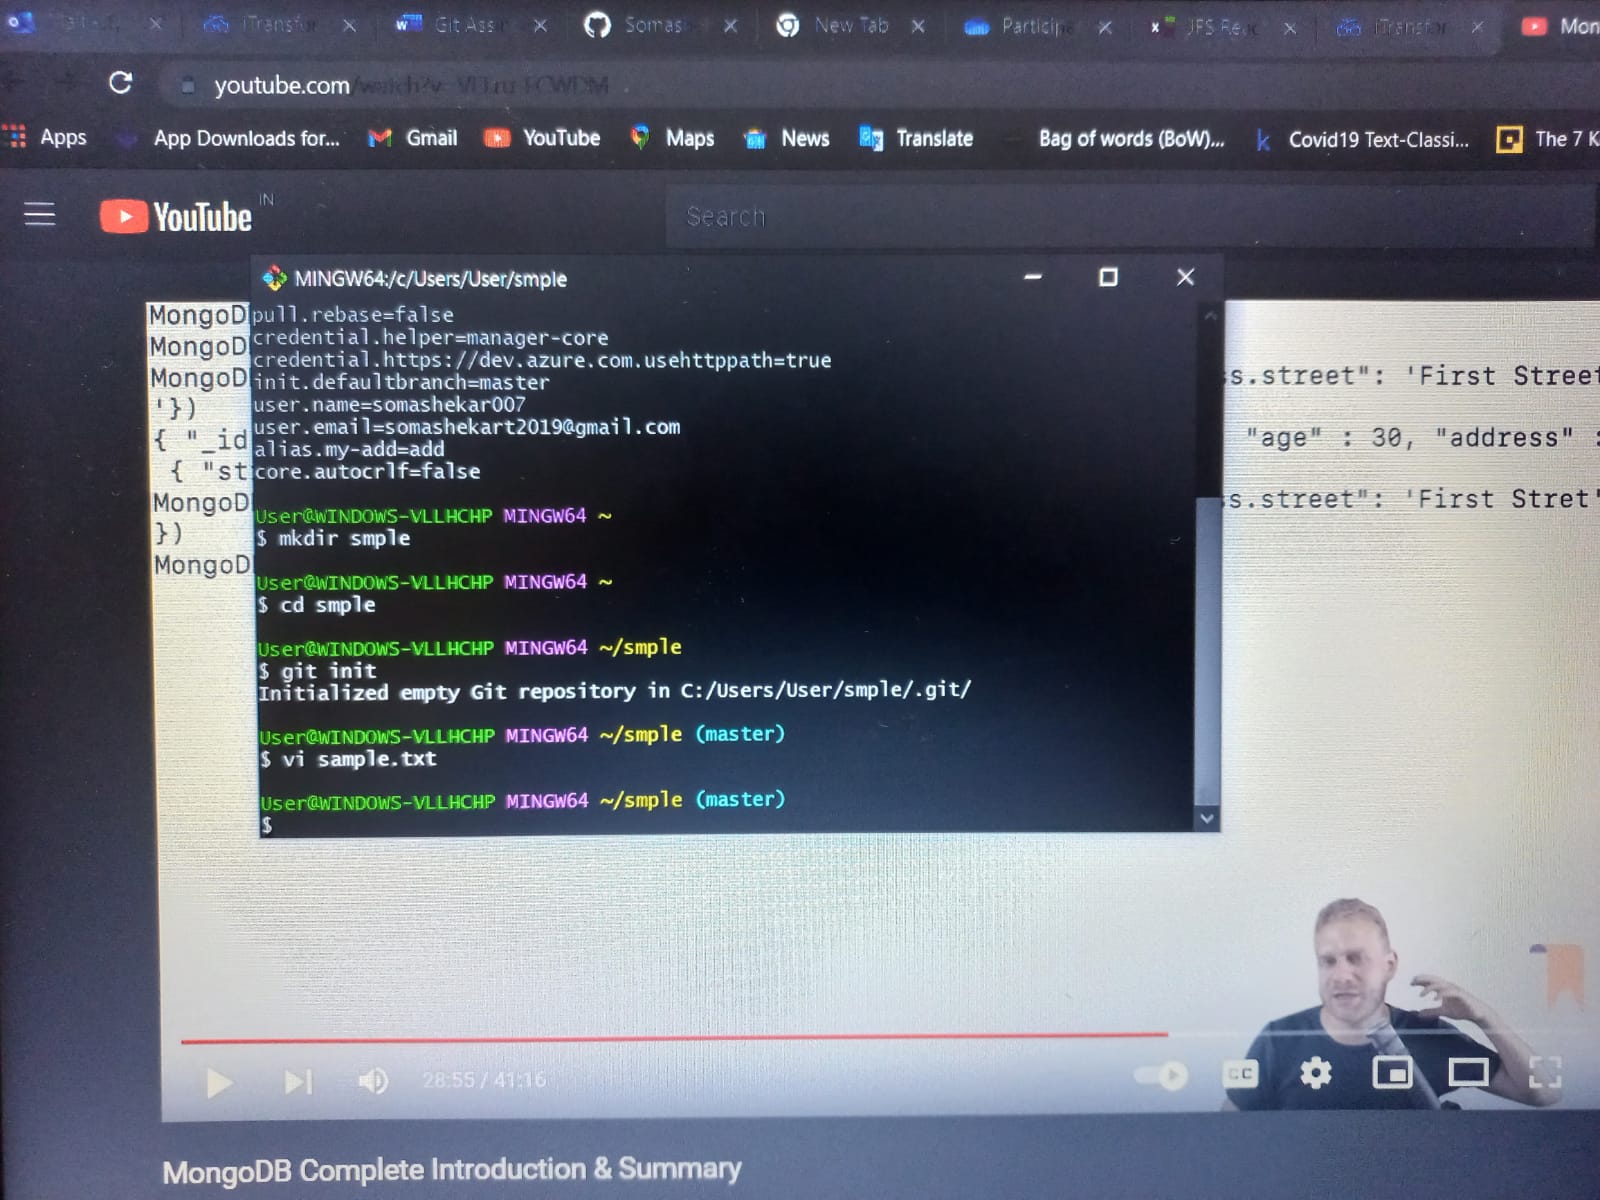 Git Ass
Somas
New Tab
Particip
JFS Re
iTransfor
Mon
youtube.com
Apps
App Downloads for...
Gmail
YouTube
Maps
News
Translate
Bag of words (BoW)...
Covid19 Text-Classi...
The 7 K
YouTube IN
Search
MINGW64:/c/Users/User/smple
pull.rebase=false
credential.helper=manager-core
credential.https://dev.azure.com.usehttppath=true
init.defaultbranch=master
user.name=somashekar007
user.email=somashekart2019@gmail.com
alias.my-add=add
core.autocrlf=false
User@WINDOWS-VLLHCHP MINGW64 ~
$ mkdir smple
User@WINDOWS-VLLHCHP MINGW64 ~
$ cd smple
User@WINDOWS-VLLHCHP MINGW64 ~/smple
$ git init
Initialized empty Git repository in C:/Users/User/smple/.git/
User@WINDOWS-VLLHCHP MINGW64 ~/smple (master)
$ vi sample.txt
User@WINDOWS-VLLHCHP MINGW64 ~/smple (master)
$
MongoD
MongoD
MongoD s.street": 'First Street
'})
{ "_id "age" : 30, "address" :
{ "st
MongoD s.street": 'First Stret'
})
MongoD
28:55 / 41:16
CC
MongoDB Complete Introduction & Summary